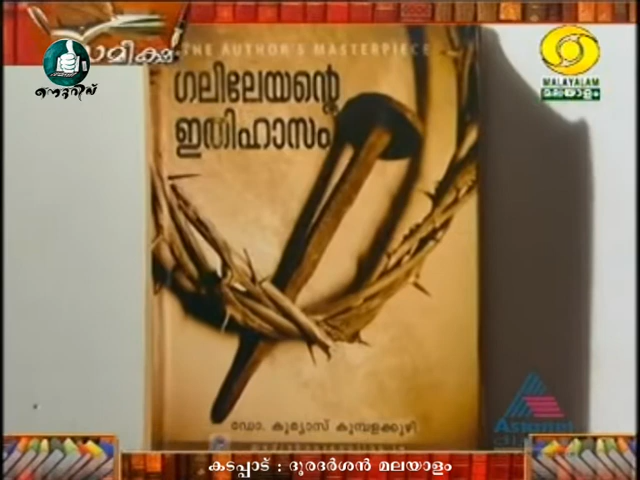 THE AUTHOR'S MASTERPIECE
ഗലിലേയന്റെ
ഇതിഹാസം
MALAYALAM
മലയാളം
ഡോ. കുര്യാസ് കുമ്പളക്കുഴി
Asianet
കടപ്പാട് : ദൂരദർശൻ മലയാളം